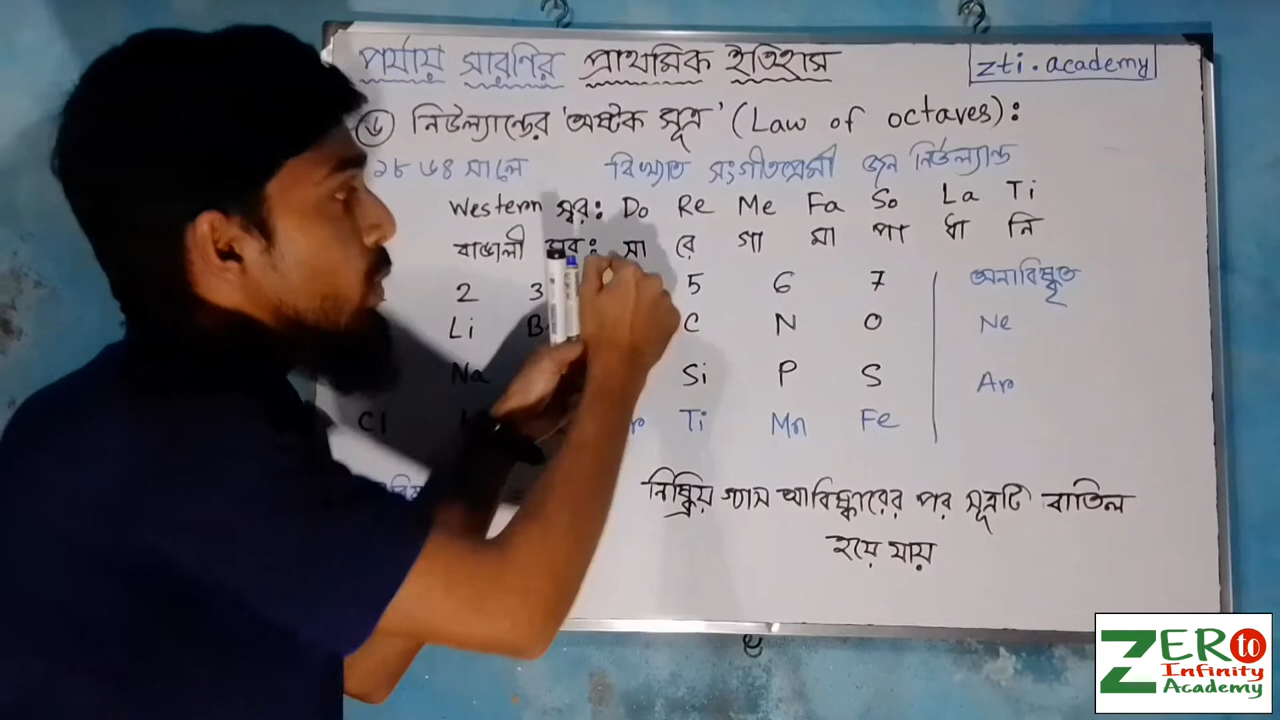 পর্যায় সারণির প্রাথমিক ইতিহাস
zti.academy
৬ নিউল্যান্ডের 'অষ্টক সূত্র' (Law of octaves):
১৮৬৪ সালে বিখ্যাত সংগীতপ্রেমী জন নিউল্যান্ড
Western স্বর: Do Re Me Fa So La Ti
বাঙালী স্বর: সা রে গা মা পা ধা নি
2 3 5 6 7 অনাবিষ্কৃত
Li C N O Ne
Na Si P S Ar
Cl Ti Mn Fe
নিষ্ক্রিয় গ্যাস আবিষ্কারের পর সূত্রটি বাতিল
হয়ে যায়
ZERO to
Infinity
Academy